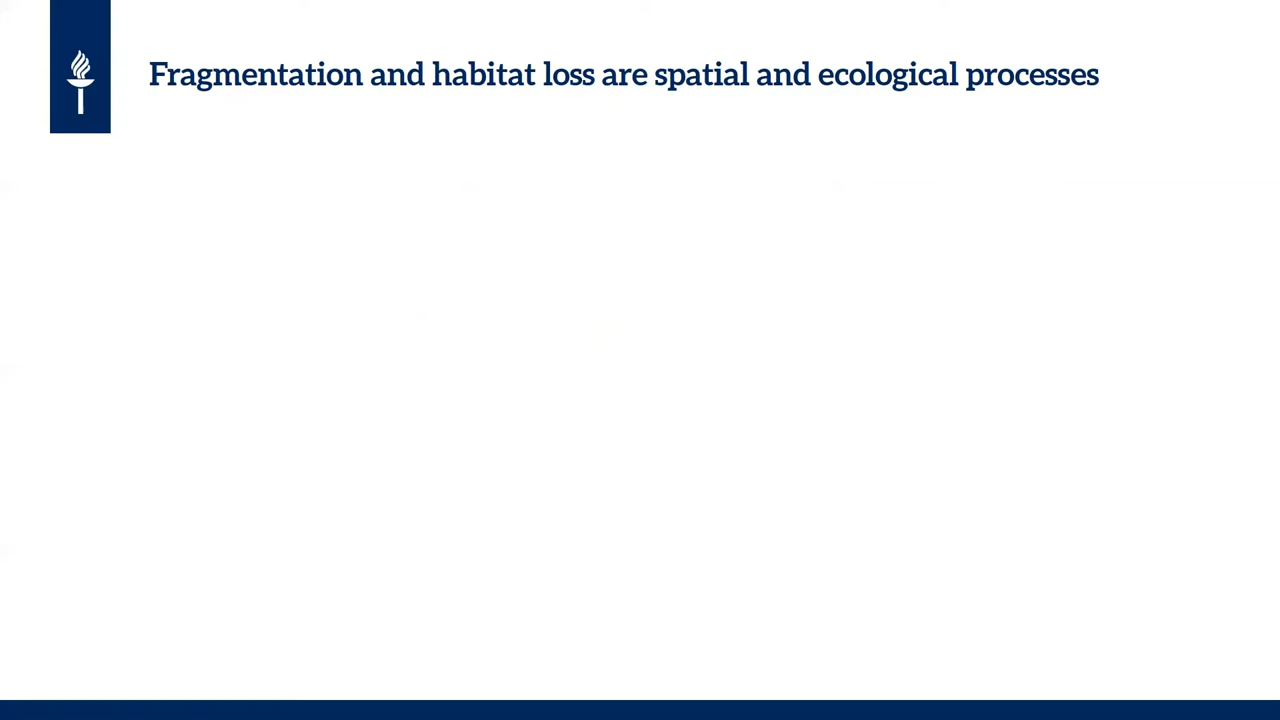 Fragmentation and habitat loss are spatial and ecological processes